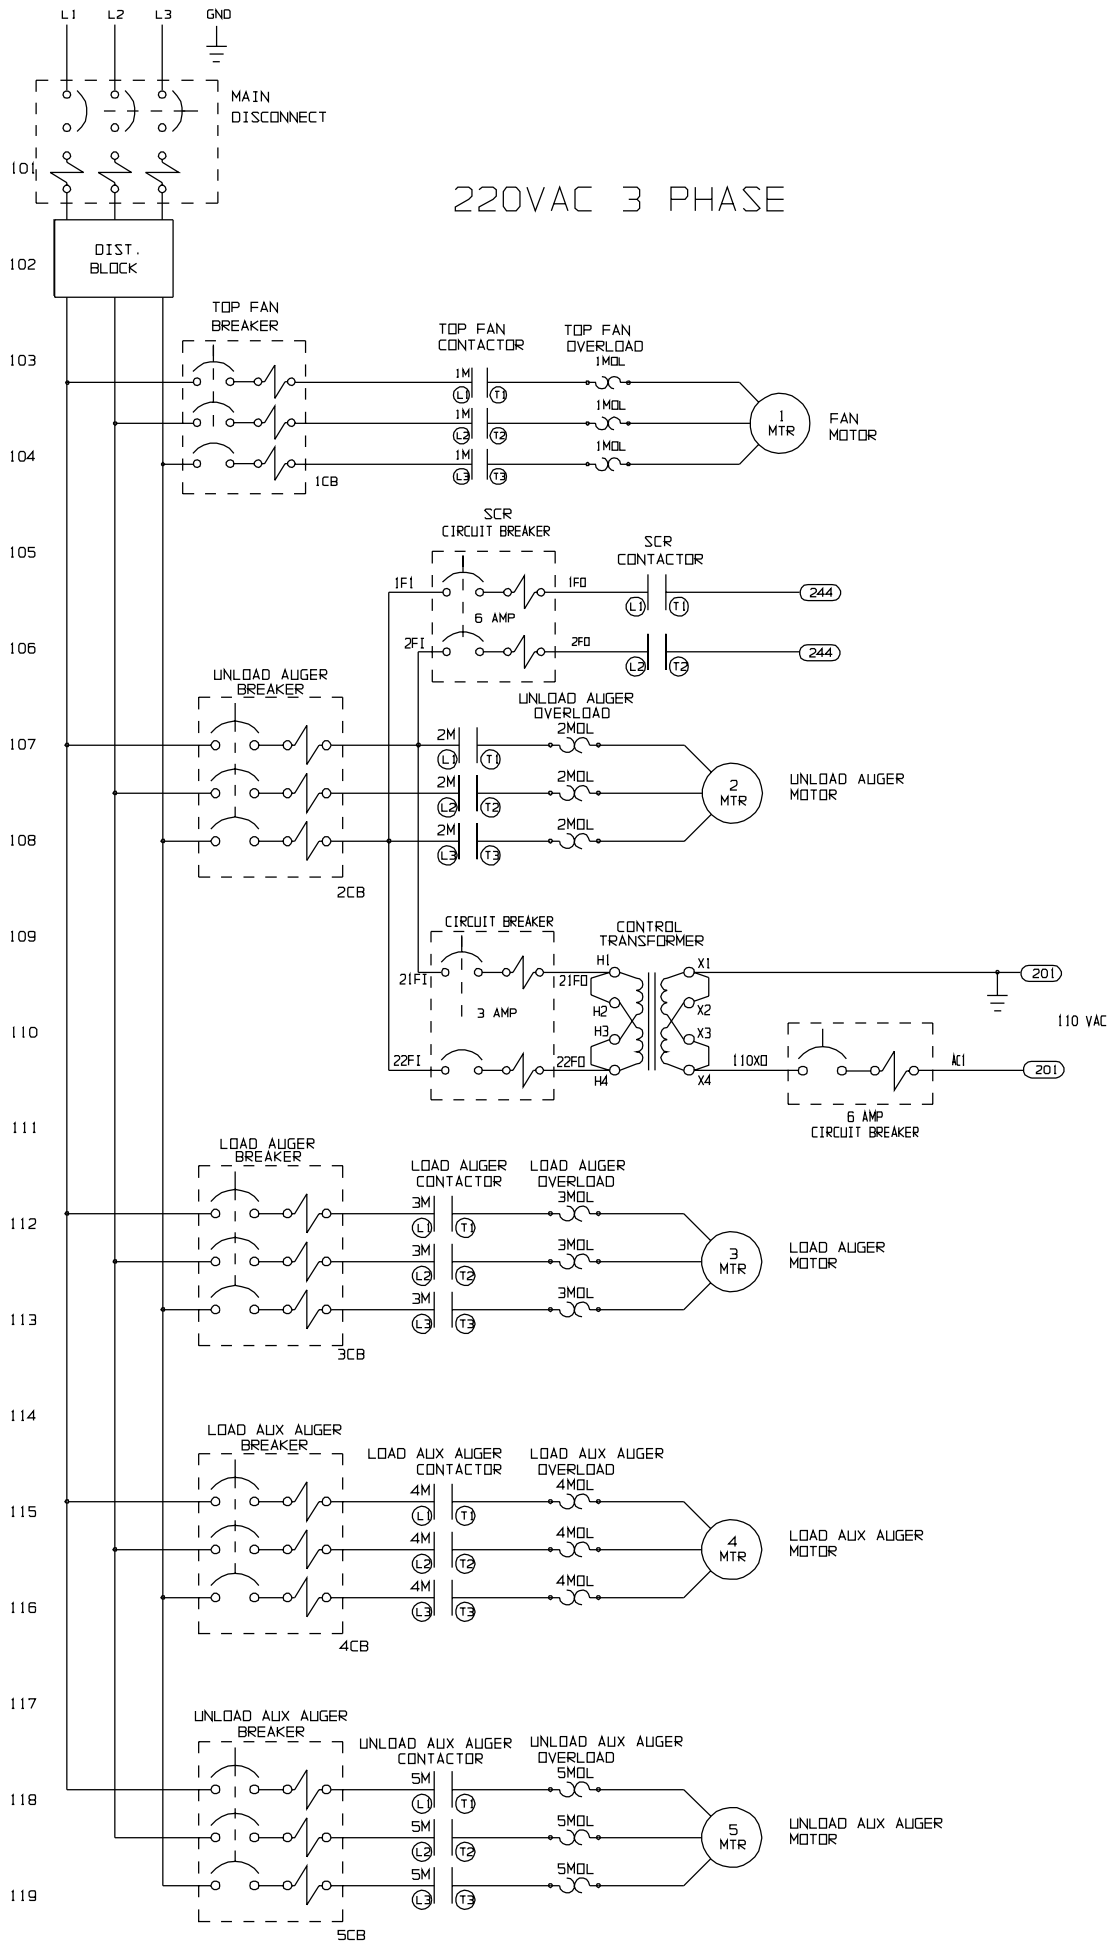 L1 L2 L3 GND
MAIN
DISCONNECT
101
220VAC 3 PHASE
DIST.
BLOCK
102
TOP FAN
BREAKER
TOP FAN
CONTACTOR
TOP FAN
OVERLOAD
103
1M
1MOL
L1 T1
1M
1MOL
L2 T2
1
MTR
FAN
MOTOR
104
1M
1MOL
L3 T3
1CB
SCR
CIRCUIT BREAKER
105
SCR
CONTACTOR
1F1
1FO
244
L1 T1
6 AMP
106
2FI
2FO
244
L2 T2
UNLOAD AUGER
BREAKER
UNLOAD AUGER
OVERLOAD
107
2M
2MOL
L1 T1
2M
2MOL
L2 T2
2
MTR
UNLOAD AUGER
MOTOR
108
2M
2MOL
L3 T3
2CB
109
CIRCUIT BREAKER
CONTROL
TRANSFORMER
H1 X1
21FI
21FO
201
H2 X2
3 AMP
110
H3 X3
110 VAC
22FI
22FO
H4 X4
110XO
AC1
201
6 AMP
CIRCUIT BREAKER
111
LOAD AUGER
BREAKER
LOAD AUGER
CONTACTOR
LOAD AUGER
OVERLOAD
112
3M
3MOL
L1 T1
3M
3MOL
L2 T2
3
MTR
LOAD AUGER
MOTOR
113
3M
3MOL
L3 T3
3CB
114
LOAD AUX AUGER
BREAKER
LOAD AUX AUGER
CONTACTOR
LOAD AUX AUGER
OVERLOAD
115
4M
4MOL
L1 T1
4M
4MOL
L2 T2
4
MTR
LOAD AUX AUGER
MOTOR
116
4M
4MOL
L3 T3
4CB
117
UNLOAD AUX AUGER
BREAKER
UNLOAD AUX AUGER
CONTACTOR
UNLOAD AUX AUGER
OVERLOAD
118
5M
5MOL
L1 T1
5M
5MOL
L2 T2
5
MTR
UNLOAD AUX AUGER
MOTOR
119
5M
5MOL
L3 T3
5CB